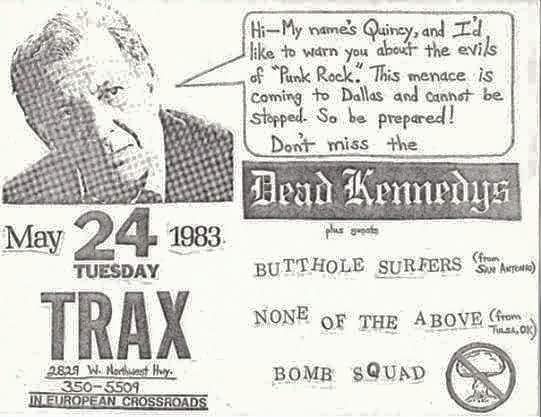 Hi—My name's Quincy, and I'd
like to warn you about the evils
of "Punk Rock." This menace is
coming to Dallas and cannot be
stopped. So be prepared!
Don't miss the
Dead Kennedys
plus guests
BUTTHOLE SURFERS (from San Antonio)
NONE OF THE ABOVE (from Tulsa, OK)
BOMB SQUAD
May 24 1983
TUESDAY
TRAX
2829 W. Northwest Hwy.
350-5509
IN EUROPEAN CROSSROADS